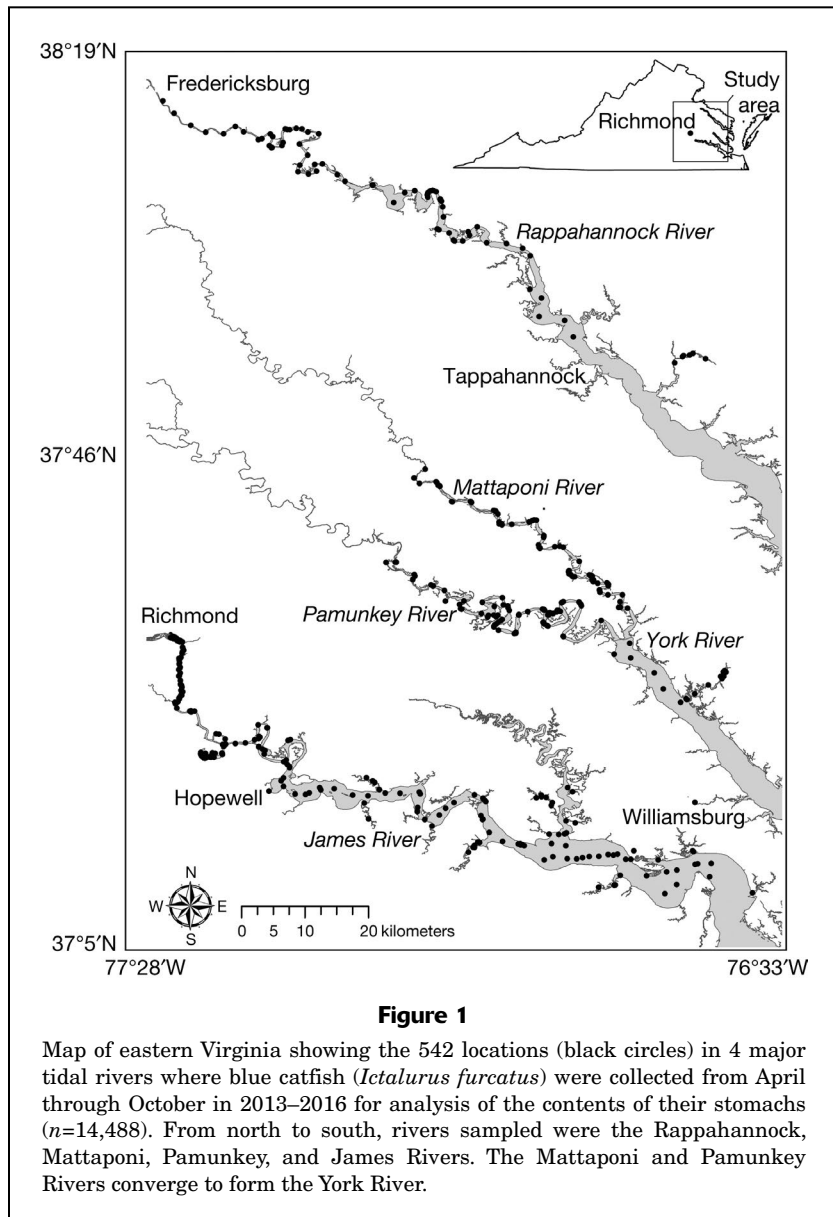 38°19′N
Fredericksburg
Study
area
Richmond
Rappahannock River
Tappahannock
37°46′N
Mattaponi River
Richmond
Pamunkey River
York River
Hopewell
Williamsburg
James River
N
W E
S
0 5 10 20 kilometers
37°5′N
77°28′W 76°33′W
Figure 1
Map of eastern Virginia showing the 542 locations (black circles) in 4 major
tidal rivers where blue catfish (Ictalurus furcatus) were collected from April
through October in 2013–2016 for analysis of the contents of their stomachs
(n=14,488). From north to south, rivers sampled were the Rappahannock,
Mattaponi, Pamunkey, and James Rivers. The Mattaponi and Pamunkey
Rivers converge to form the York River.